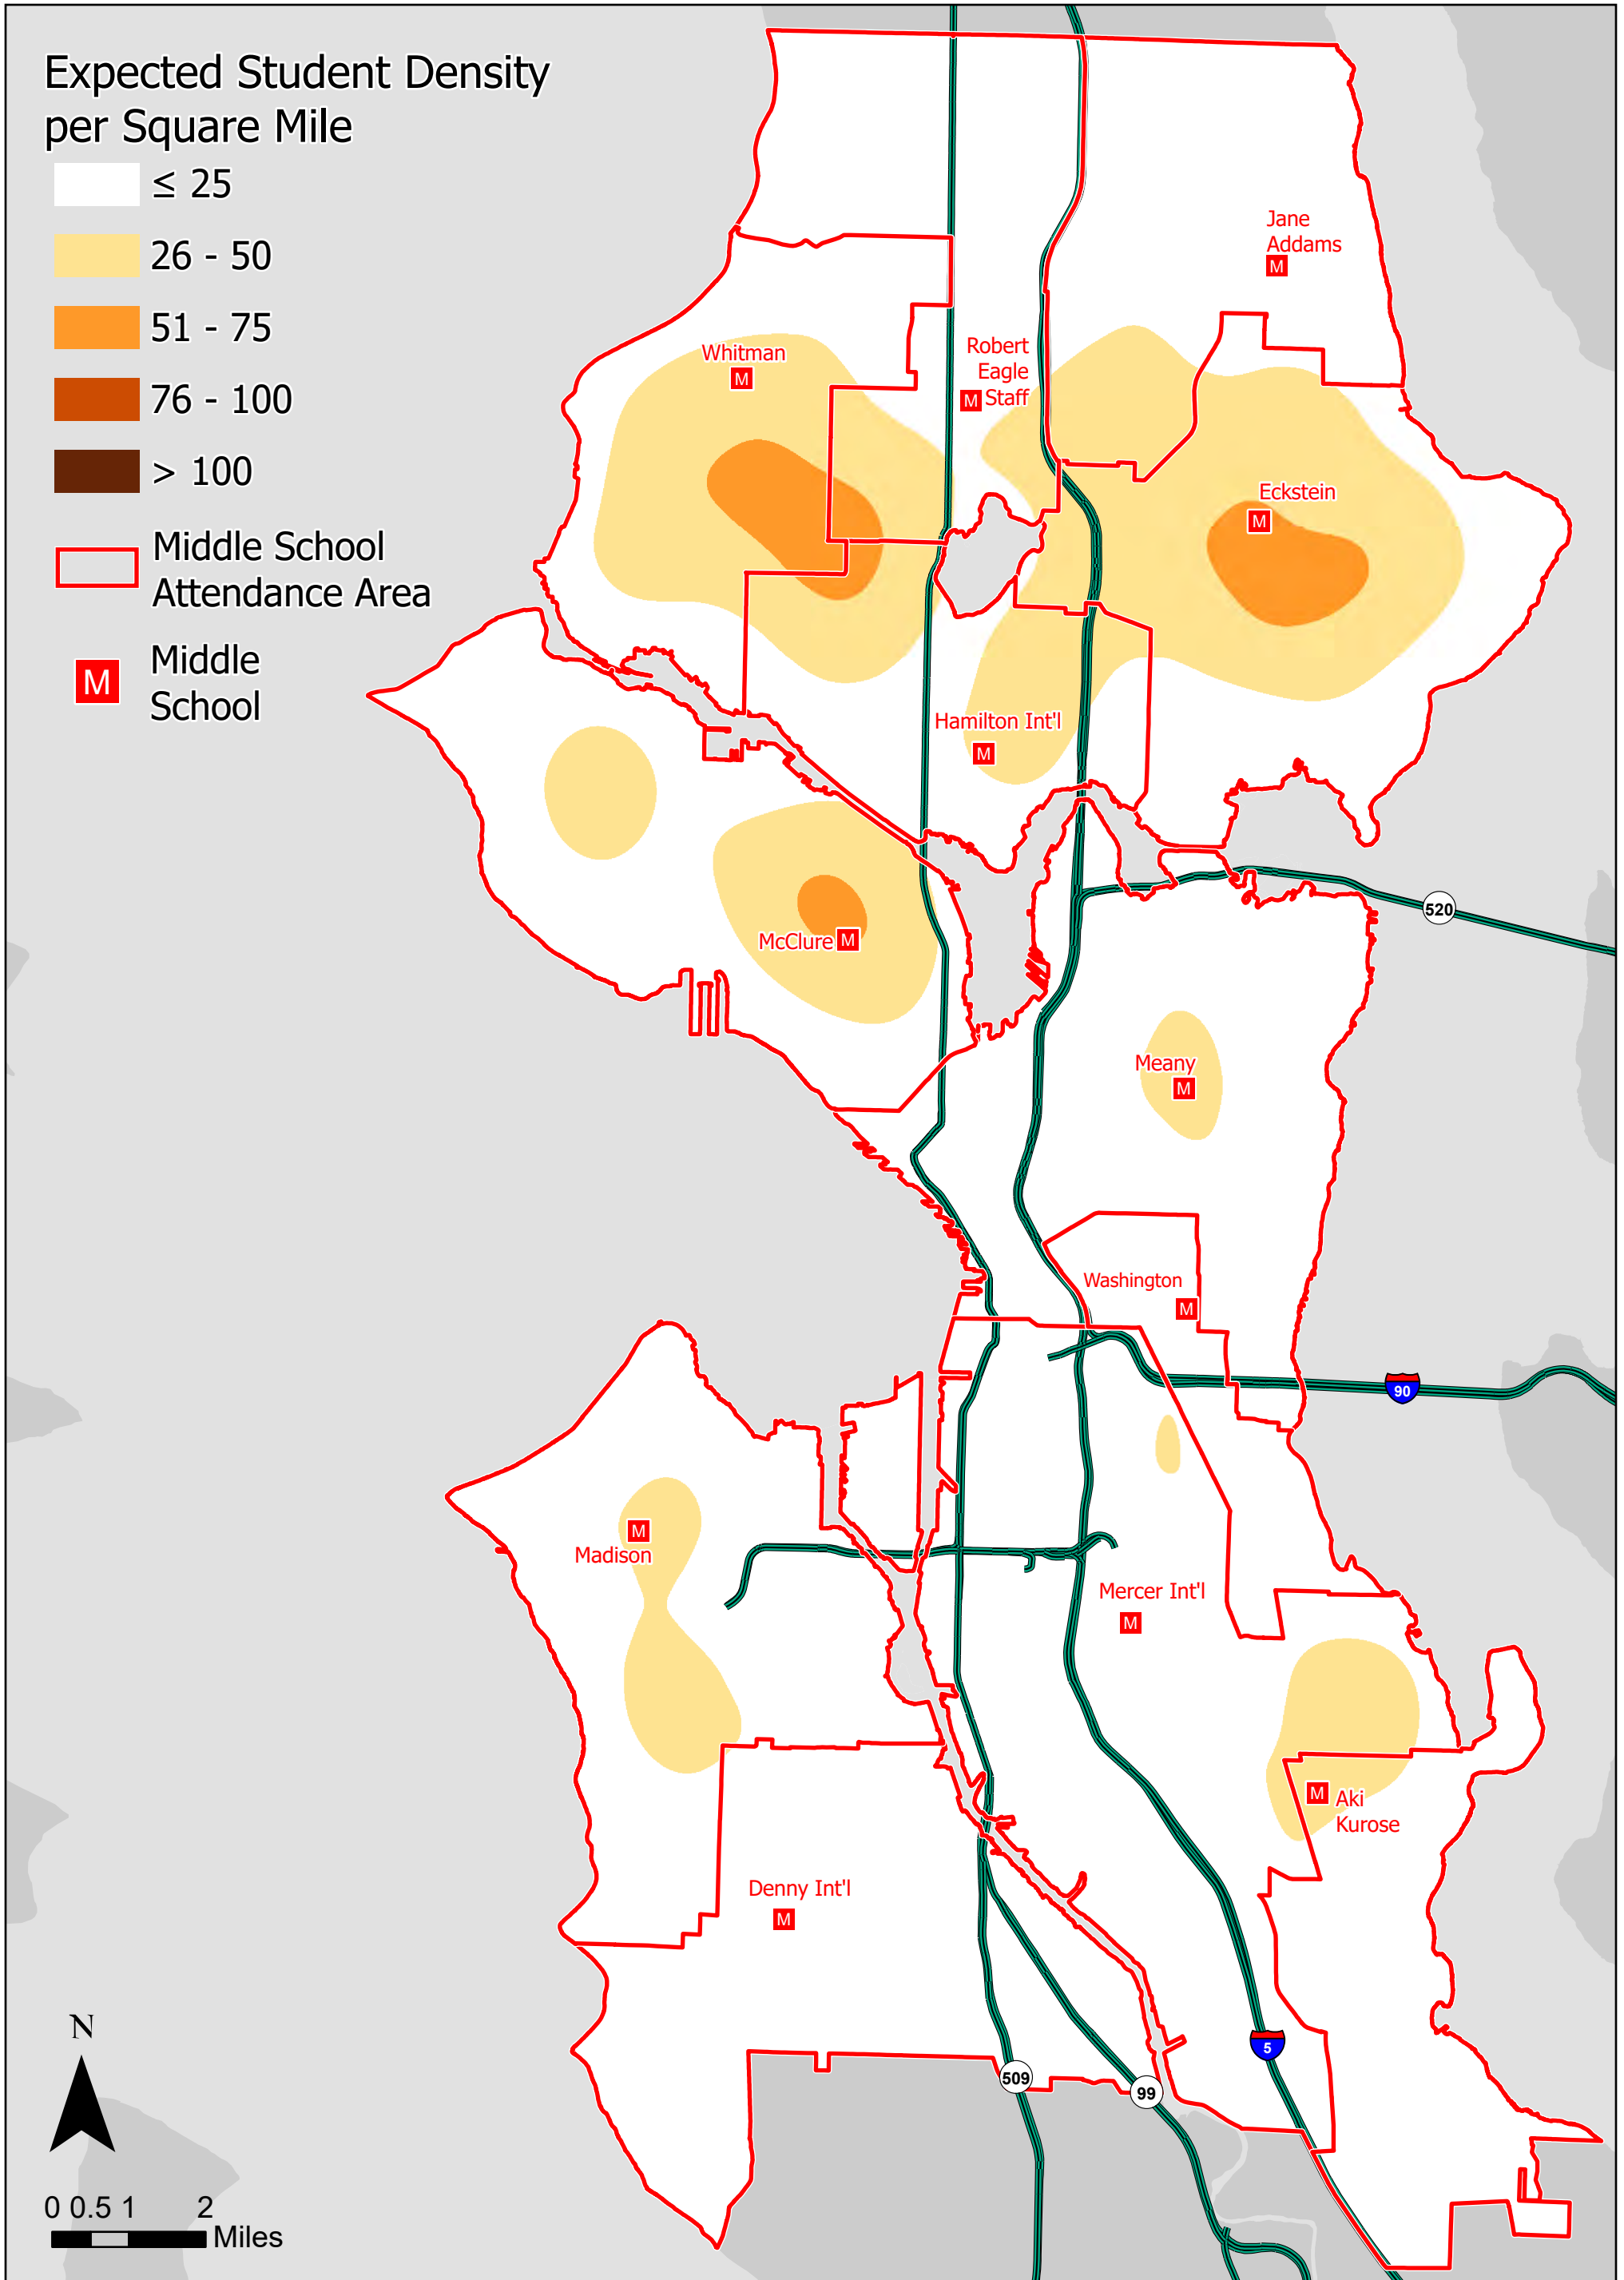 Expected Student Density
per Square Mile
≤ 25
26 - 50
51 - 75
76 - 100
> 100
Middle School
Attendance Area
M
Middle
School
Jane
Addams
M
Whitman
M
Robert
Eagle
M Staff
Eckstein
M
Hamilton Int'l
M
520
McClure M
Meany
M
Washington
M
90
M
Madison
Mercer Int'l
M
M Aki
Kurose
Denny Int'l
M
N
5
509
99
0 0.5 1 2
Miles